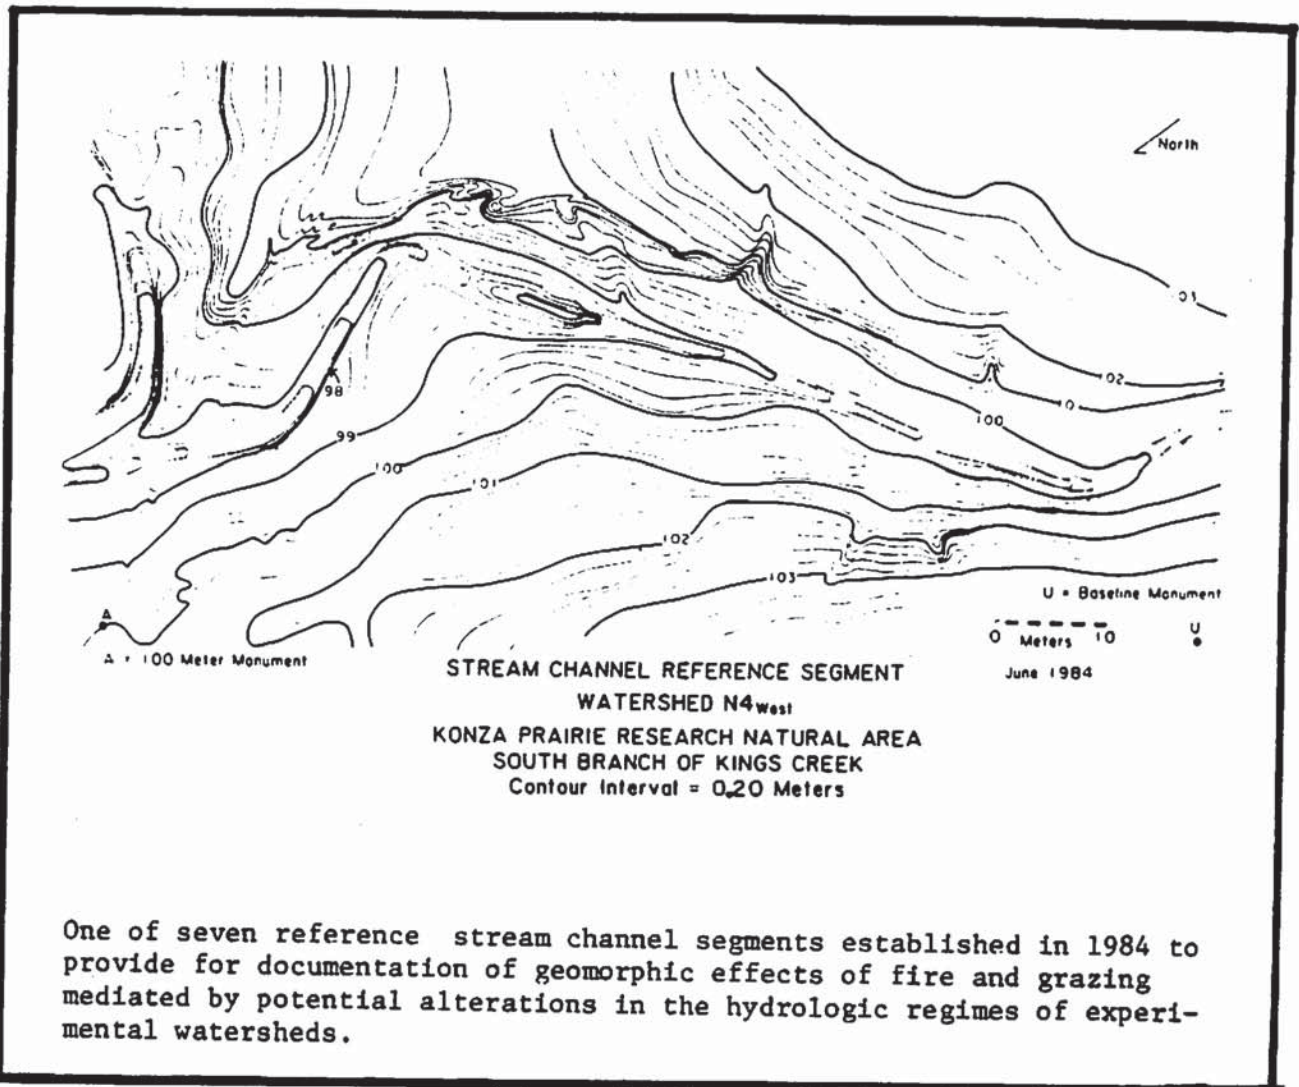 North
103
102
10
100
98
99
100
101
102
103
U = Baseline Monument
0 Meters 10
U
June 1984
A
A = 100 Meter Monument
STREAM CHANNEL REFERENCE SEGMENT
WATERSHED N4West
KONZA PRAIRIE RESEARCH NATURAL AREA
SOUTH BRANCH OF KINGS CREEK
Contour Interval = 0.20 Meters
One of seven reference stream channel segments established in 1984 to
provide for documentation of geomorphic effects of fire and grazing
mediated by potential alterations in the hydrologic regimes of experi-
mental watersheds.